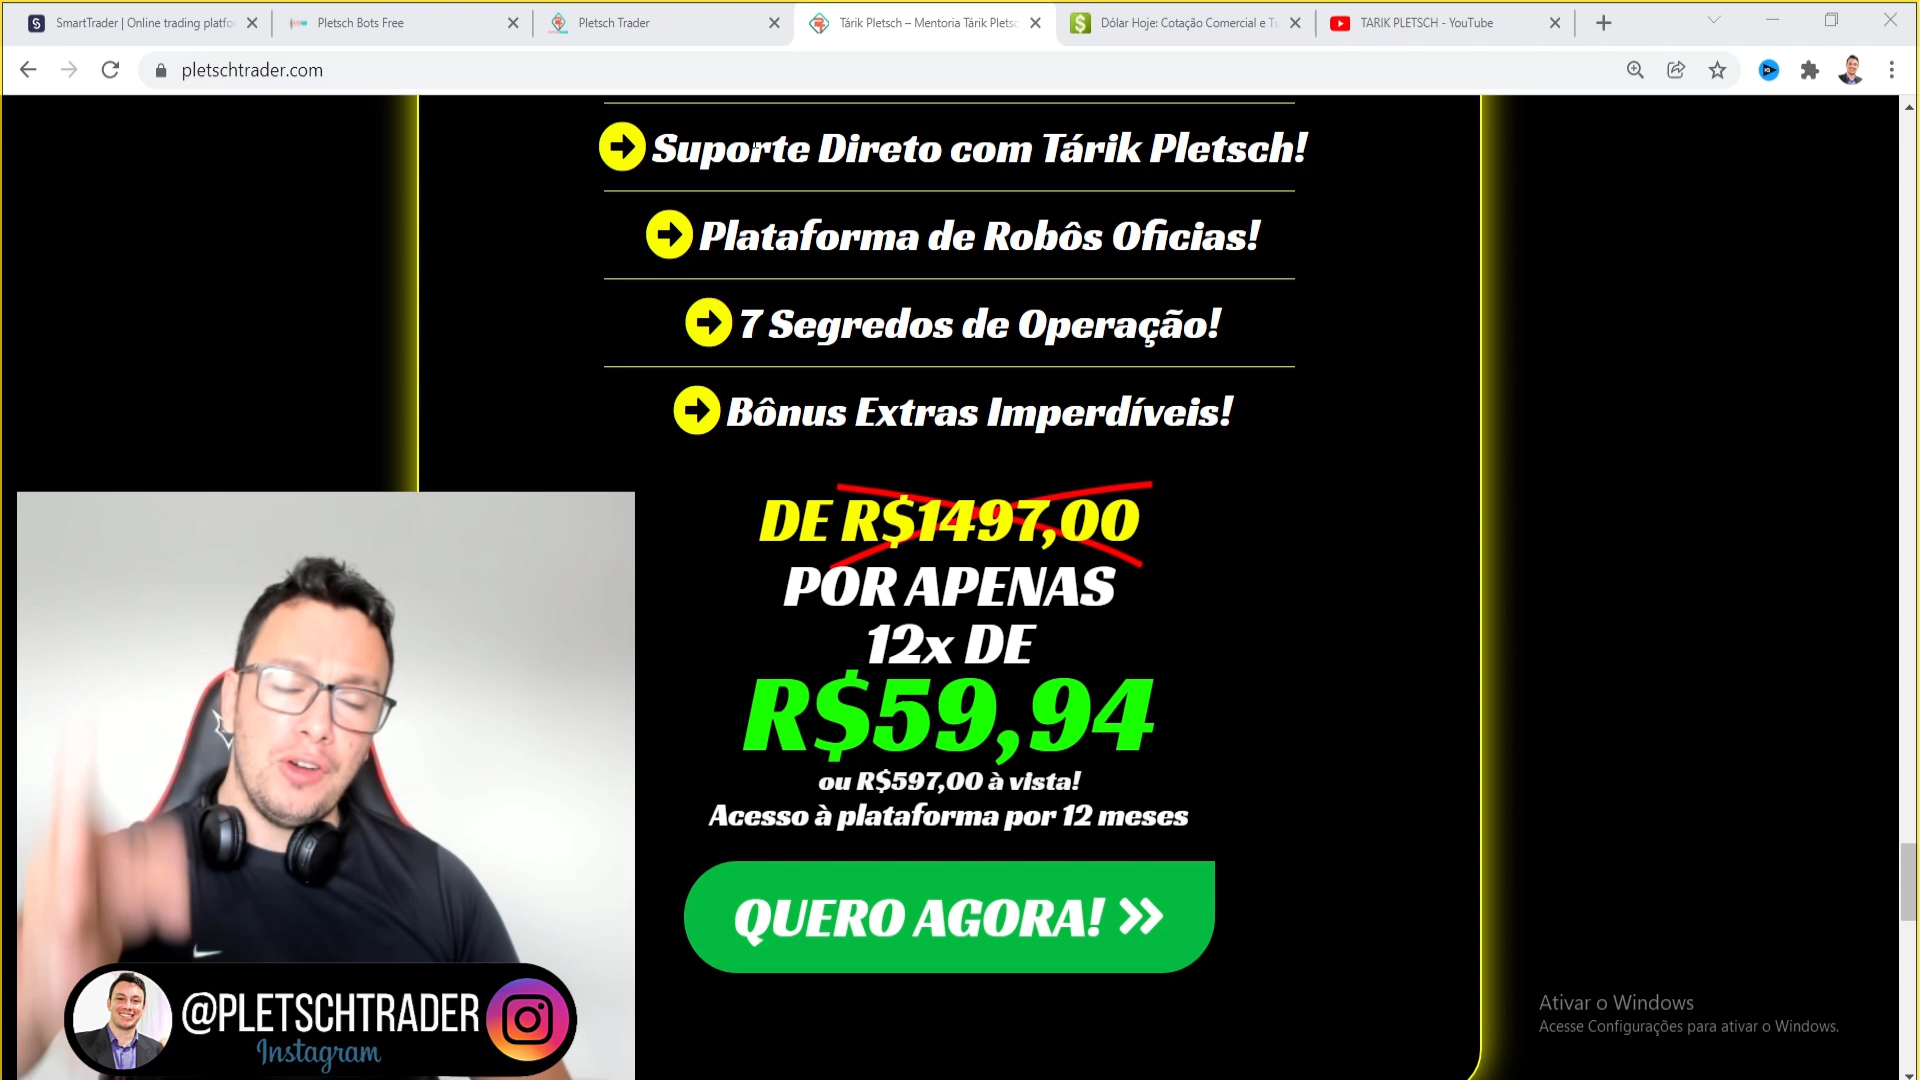 SmartTrader | Online trading platfo
Pletsch Bots Free
Pletsch Trader
Tárik Pletsch – Mentoria Tárik Pletsc
Dólar Hoje: Cotação Comercial e Tu
TARIK PLETSCH - YouTube
pletschtrader.com
Suporte Direto com Tárik Pletsch!
Plataforma de Robôs Oficias!
7 Segredos de Operação!
Bônus Extras Imperdíveis!
DE R$1497,00
POR APENAS
12x DE
R$59,94
ou R$597,00 à vista!
Acesso à plataforma por 12 meses
QUERO AGORA!
@PLETSCHTRADER
Instagram
Ativar o Windows
Acesse Configurações para ativar o Windows.